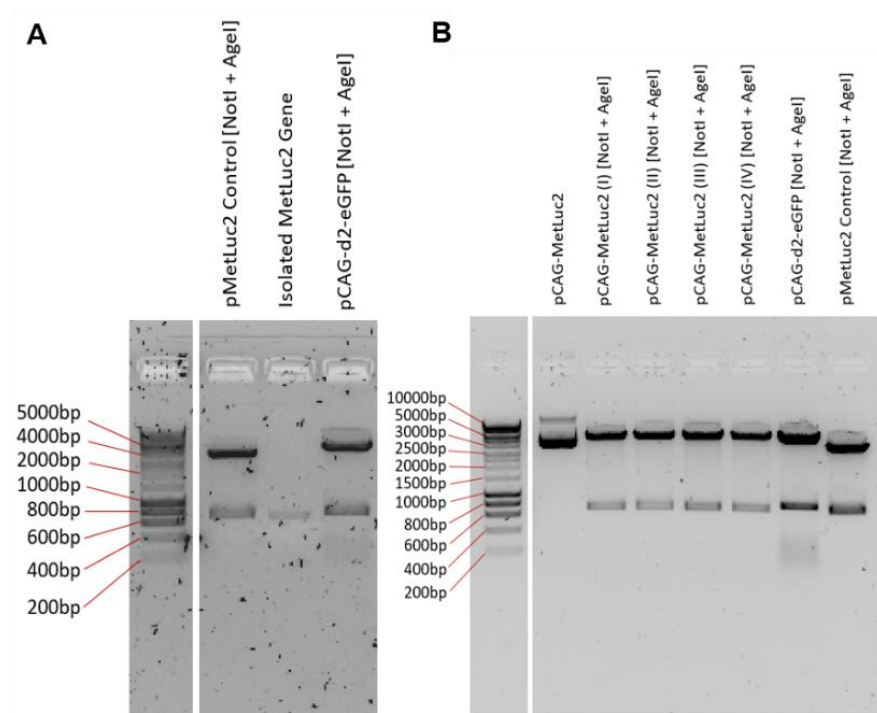 A
pMetLuc2 Control [NotI + AgeI]
Isolated MetLuc2 Gene
pCAG-d2-eGFP [NotI + AgeI]
5000bp
4000bp
2000bp
1000bp
800bp
600bp
400bp
200bp
B
pCAG-MetLuc2
pCAG-MetLuc2 (I) [NotI + AgeI]
pCAG-MetLuc2 (II) [NotI + AgeI]
pCAG-MetLuc2 (III) [NotI + AgeI]
pCAG-MetLuc2 (IV) [NotI + AgeI]
pCAG-d2-eGFP [NotI + AgeI]
pMetLuc2 Control [NotI + AgeI]
10000bp
5000bp
3000bp
2500bp
2000bp
1500bp
1000bp
800bp
600bp
400bp
200bp